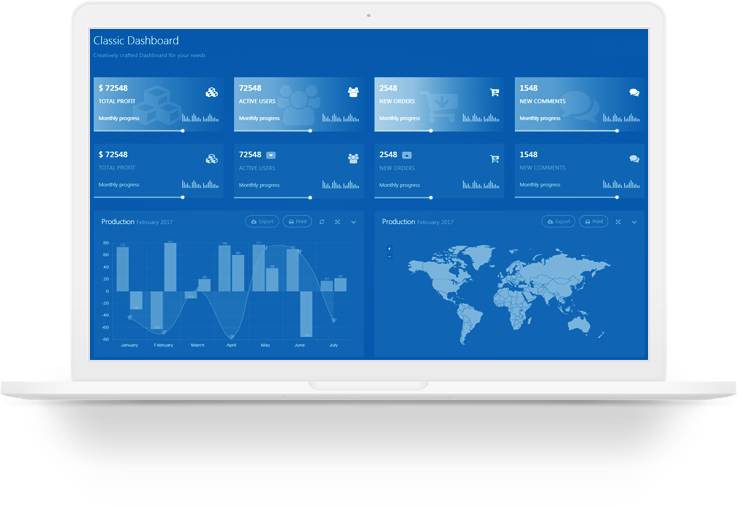 Classic Dashboard
Creatively crafted Dashboard for your needs.
$ 72548
TOTAL PROFIT
Monthly progress
72548
ACTIVE USERS
Monthly progress
2548
NEW ORDERS
Monthly progress
1548
NEW COMMENTS
Monthly progress
$ 72548
TOTAL PROFIT
Monthly progress
72548
ACTIVE USERS
Monthly progress
2548
NEW ORDERS
Monthly progress
1548
NEW COMMENTS
Monthly progress
Production February 2017
Export
Print
80
60
40
20
0
-20
-40
-60
-80
January February March April May June July
Production February 2017
Export
Print
+
-